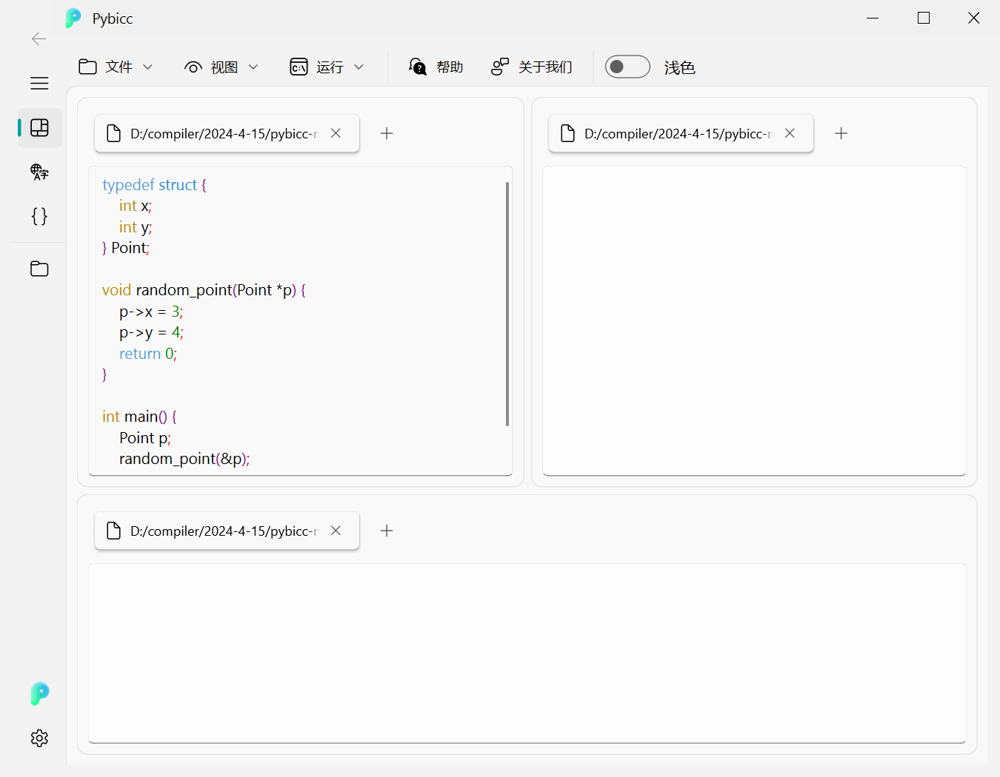 Pybicc
文件 视图 运行 帮助 关于我们 浅色
D:/compiler/2024-4-15/pybicc-
D:/compiler/2024-4-15/pybicc-
typedef struct {
    int x;
    int y;
} Point;
void random_point(Point *p) {
    p->x = 3;
    p->y = 4;
    return 0;
}
int main() {
    Point p;
    random_point(&p);
D:/compiler/2024-4-15/pybicc-